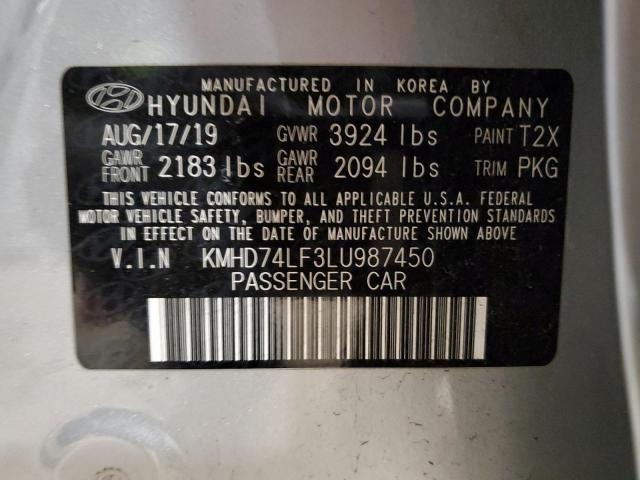 MANUFACTURED IN KOREA BY
HYUNDAI MOTOR COMPANY
AUG/17/19 GVWR 3924 lbs PAINT T2X
GAWR FRONT 2183 lbs GAWR REAR 2094 lbs TRIM PKG
THIS VEHICLE CONFORMS TO ALL APPLICABLE U.S.A. FEDERAL
MOTOR VEHICLE SAFETY, BUMPER, AND THEFT PREVENTION STANDARDS
IN EFFECT ON THE DATE OF MANUFACTURE SHOWN ABOVE.
V.I.N KMHD74LF3LU987450
PASSENGER CAR